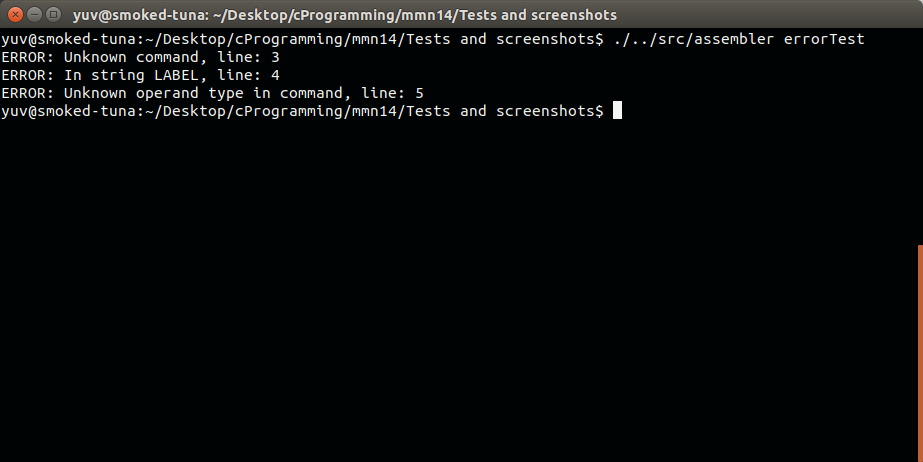 yuv@smoked-tuna: ~/Desktop/cProgramming/mmn14/Tests and screenshots
yuv@smoked-tuna:~/Desktop/cProgramming/mmn14/Tests and screenshots$ ./../src/assembler errorTest
ERROR: Unknown command, line: 3
ERROR: In string LABEL, line: 4
ERROR: Unknown operand type in command, line: 5
yuv@smoked-tuna:~/Desktop/cProgramming/mmn14/Tests and screenshots$